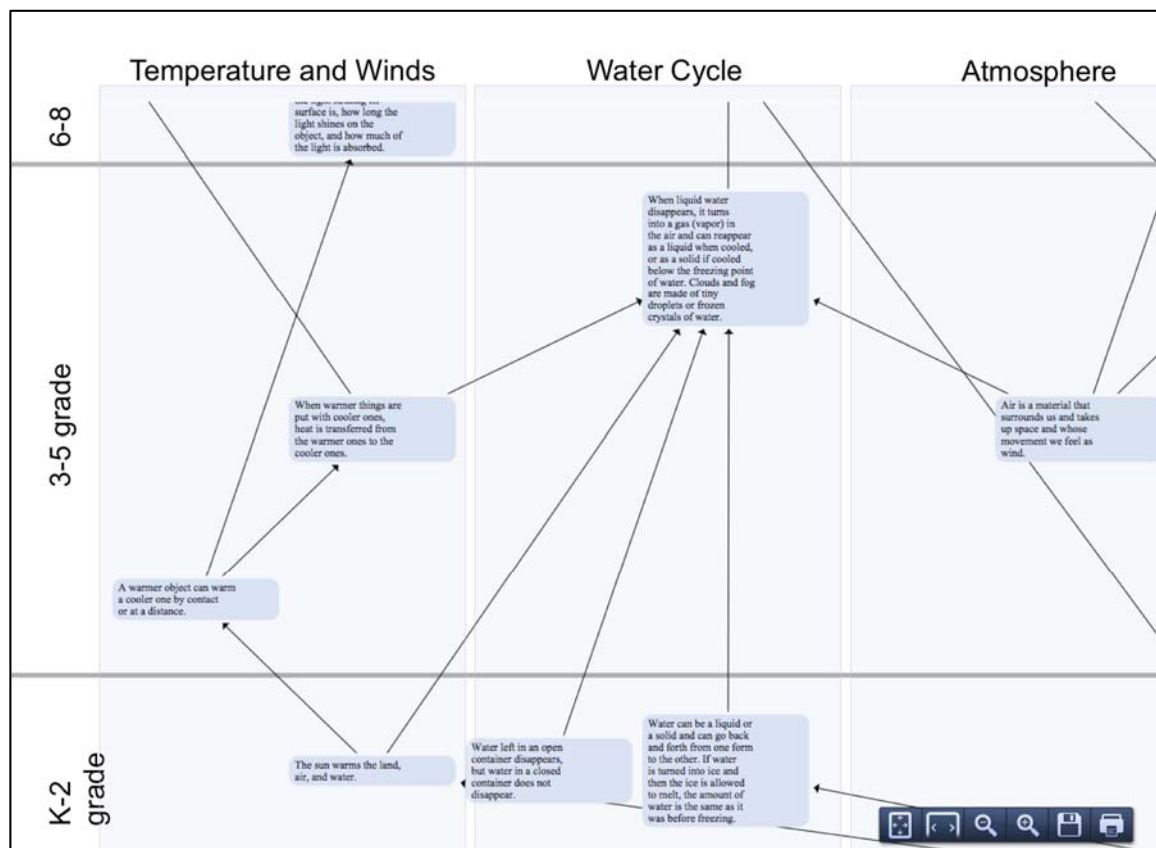 Temperature and Winds
Water Cycle
Atmosphere
6-8
surface is, how long the
light shines on the
object, and how much of
the light is absorbed.
3-5 grade
When liquid water
disappears, it turns
into a gas (vapor) in
the air and can reappear
as a liquid when cooled,
or as a solid if cooled
below the freezing point
of water. Clouds and fog
are made of tiny
droplets or frozen
crystals of water.
When warmer things are
put with cooler ones,
heat is transferred from
the warmer ones to the
cooler ones.
Air is a material that
surrounds us and takes
up space and whose
movement we feel as
wind.
A warmer object can warm
a cooler one by contact
or at a distance.
K-2
grade
The sun warms the land,
air, and water.
Water left in an open
container disappears,
but water in a closed
container does not
disappear.
Water can be a liquid or
a solid and can go back
and forth from one form
to the other. If water
is turned into ice and
then the ice is allowed
to melt, the amount of
water is the same as it
was before freezing.